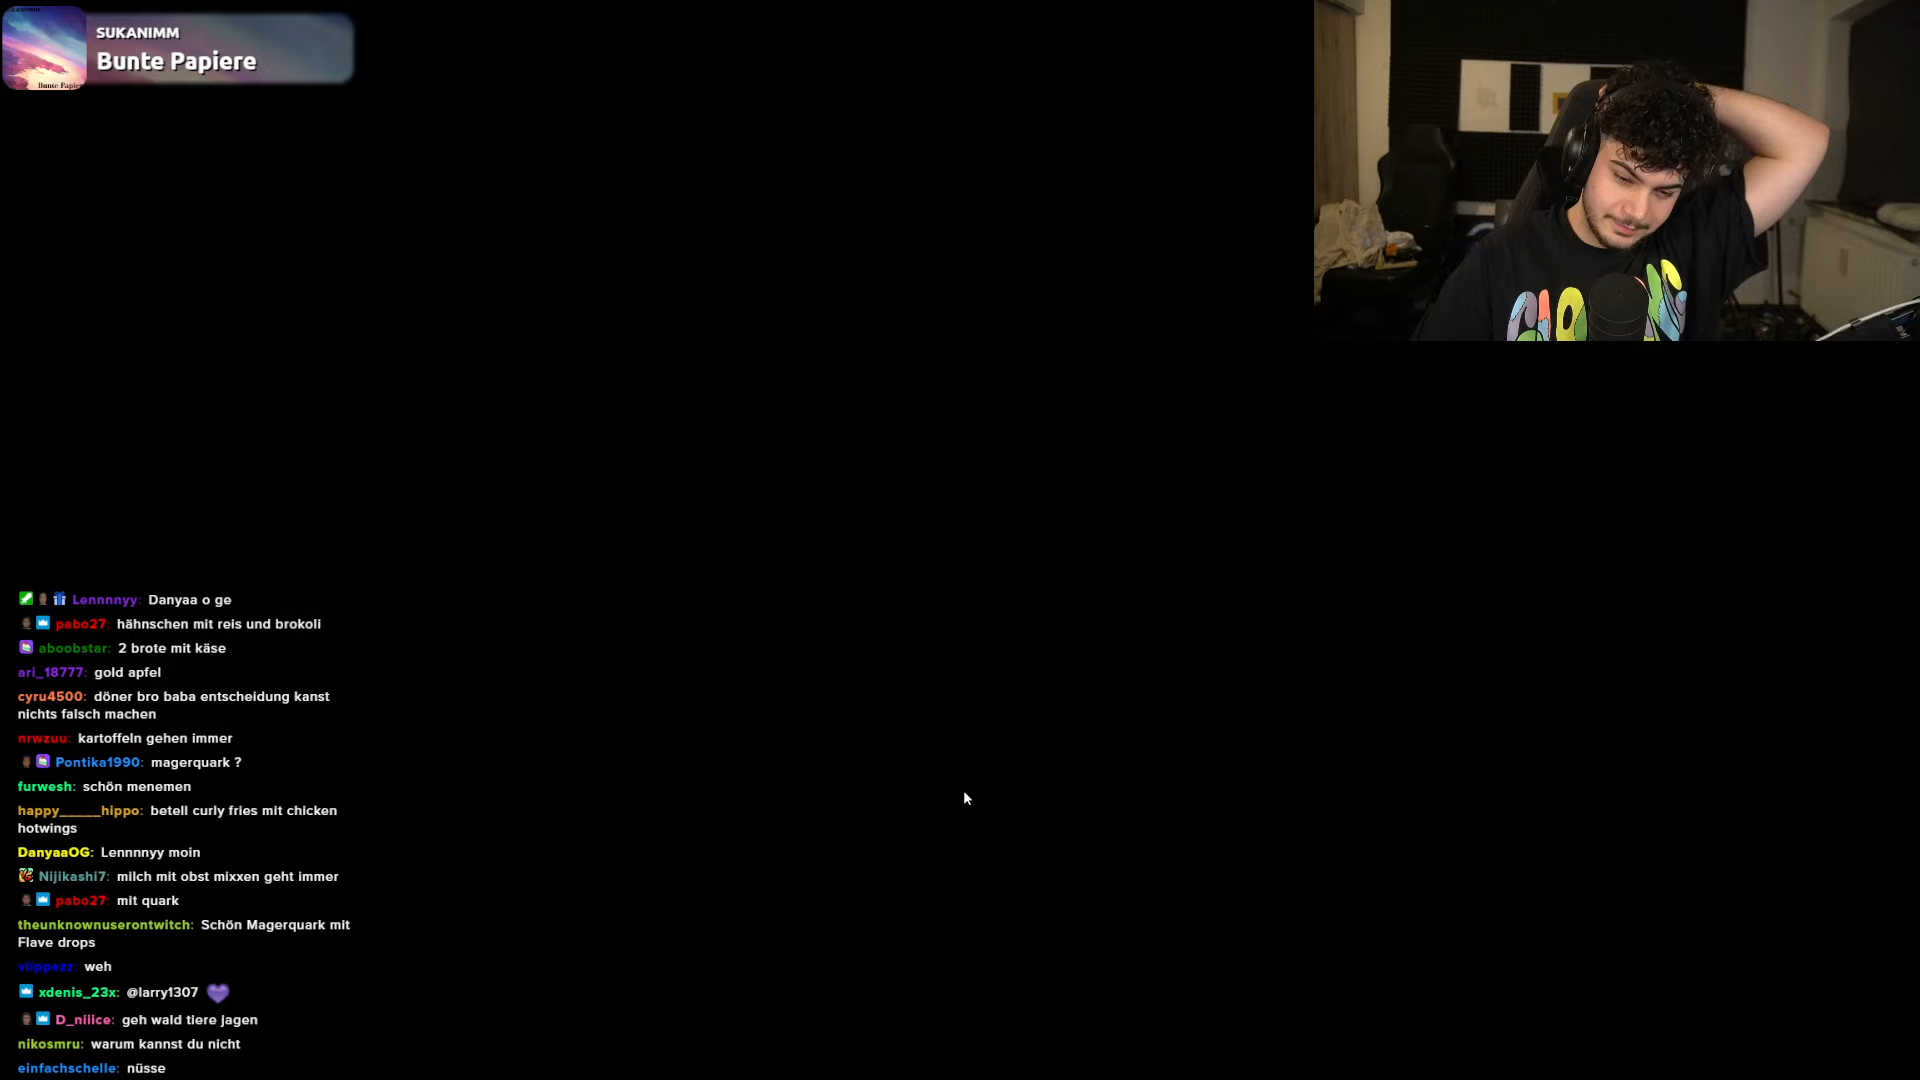 SUKANIMM
Bunte Papiere
Lennnnyy: Danyaa o ge
pabo27: hähnschen mit reis und brokoli
aboobstar: 2 brote mit käse
ari_18777: gold apfel
cyru4500: döner bro baba entscheidung kanst
nichts falsch machen
nrwzuu: kartoffeln gehen immer
Pontika1990: magerquark ?
furwesh: schön menemen
happy_____hippo: betell curly fries mit chicken
hotwings
DanyaaOG: Lennnnyy moin
Nijikashi7: milch mit obst mixxen geht immer
pabo27: mit quark
theunknownuserontwitch: Schön Magerquark mit
Flave drops
viippezz: weh
xdenis_23x: @larry1307
D_niiice: geh wald tiere jagen
nikosmru: warum kannst du nicht
einfachschelle: nüsse